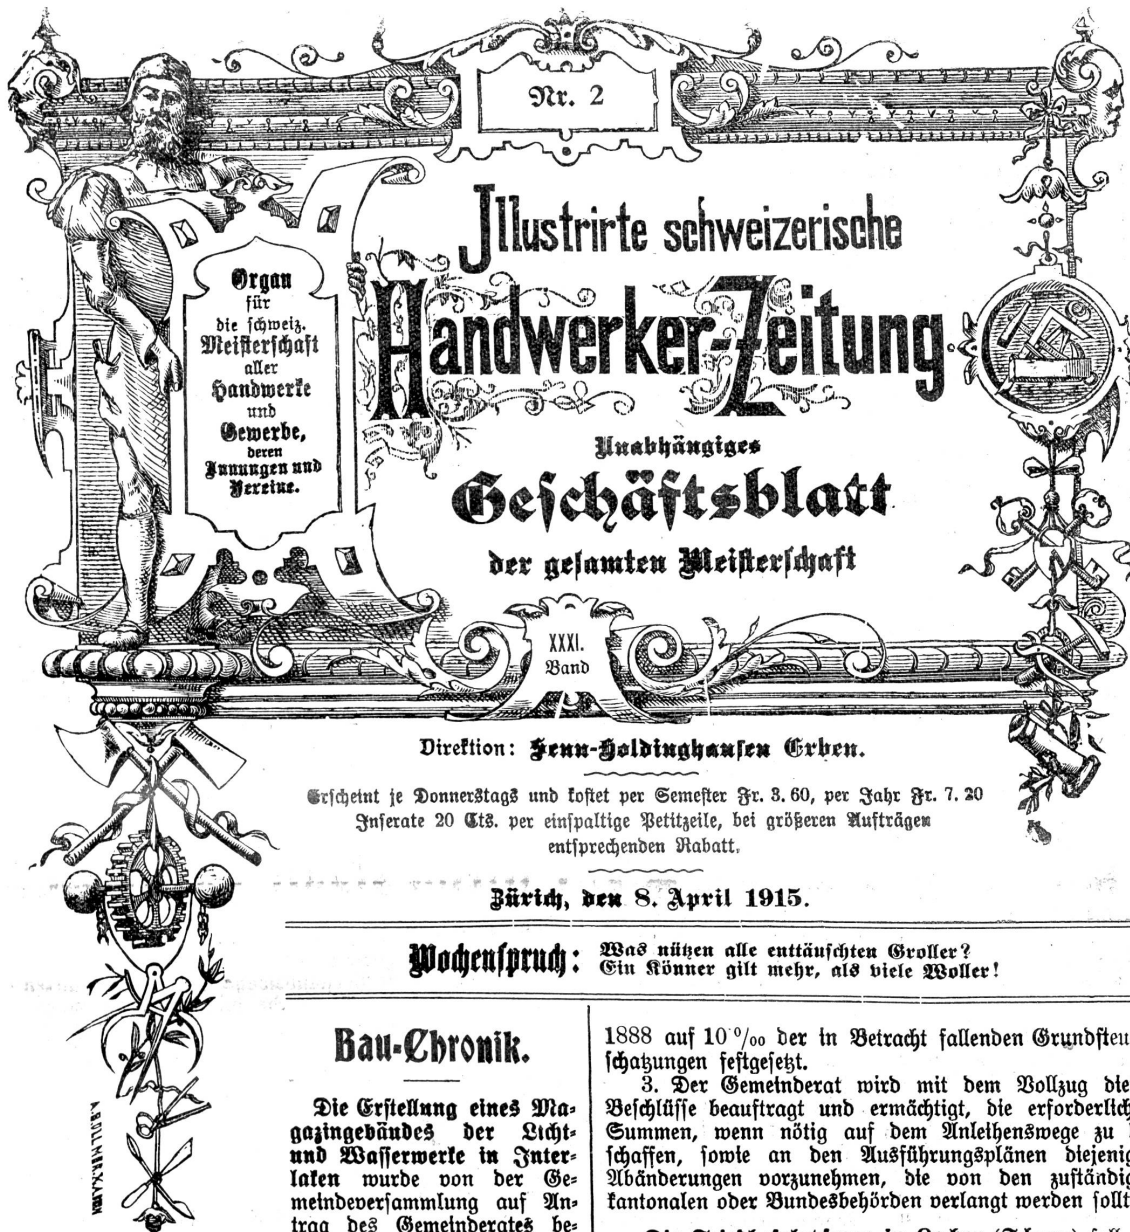 Nr. 2
Illustrirte schweizerische
Handwerker-Zeitung
Unabhängiges
Geschäftsblatt
der gesamten Meisterschaft
Organ
für
die schweiz.
Meisterschaft
aller
Handwerke
und
Gewerbe,
deren
Innungen und
Vereine.
XXXI.
Band
Direktion: Senn-Holdinghausen Erben.
Erscheint je Donnerstags und kostet per Semester Fr. 3.60, per Jahr Fr. 7.20
Inserate 20 Cts. per einspaltige Petitzeile, bei größeren Aufträgen
entsprechenden Rabatt.
Zürich, den 8. April 1915.
Wochenspruch: Was nützen alle enttäuschten Groller?
Ein Könner gilt mehr, als viele Woller!
Bau-Chronik.
Die Erstellung eines Ma-
gazingebäudes der Licht-
und Wasserwerke in Inter-
laken wurde von der Ge-
meindeversammlung auf An-
trag des Gemeinderates be-
1888 auf 10 0/00 der in Betracht fallenden Grundsteu
schatzungen festgesetzt.
3. Der Gemeinderat wird mit dem Vollzug die
Beschlüsse beauftragt und ermächtigt, die erforderlich
Summen, wenn nötig auf dem Anleihenswege zu
schaffen, sowie an den Ausführungsplänen diejenig
Abänderungen vorzunehmen, die von den zuständig
kantonalen oder Bundesbehörden verlangt werden sollt